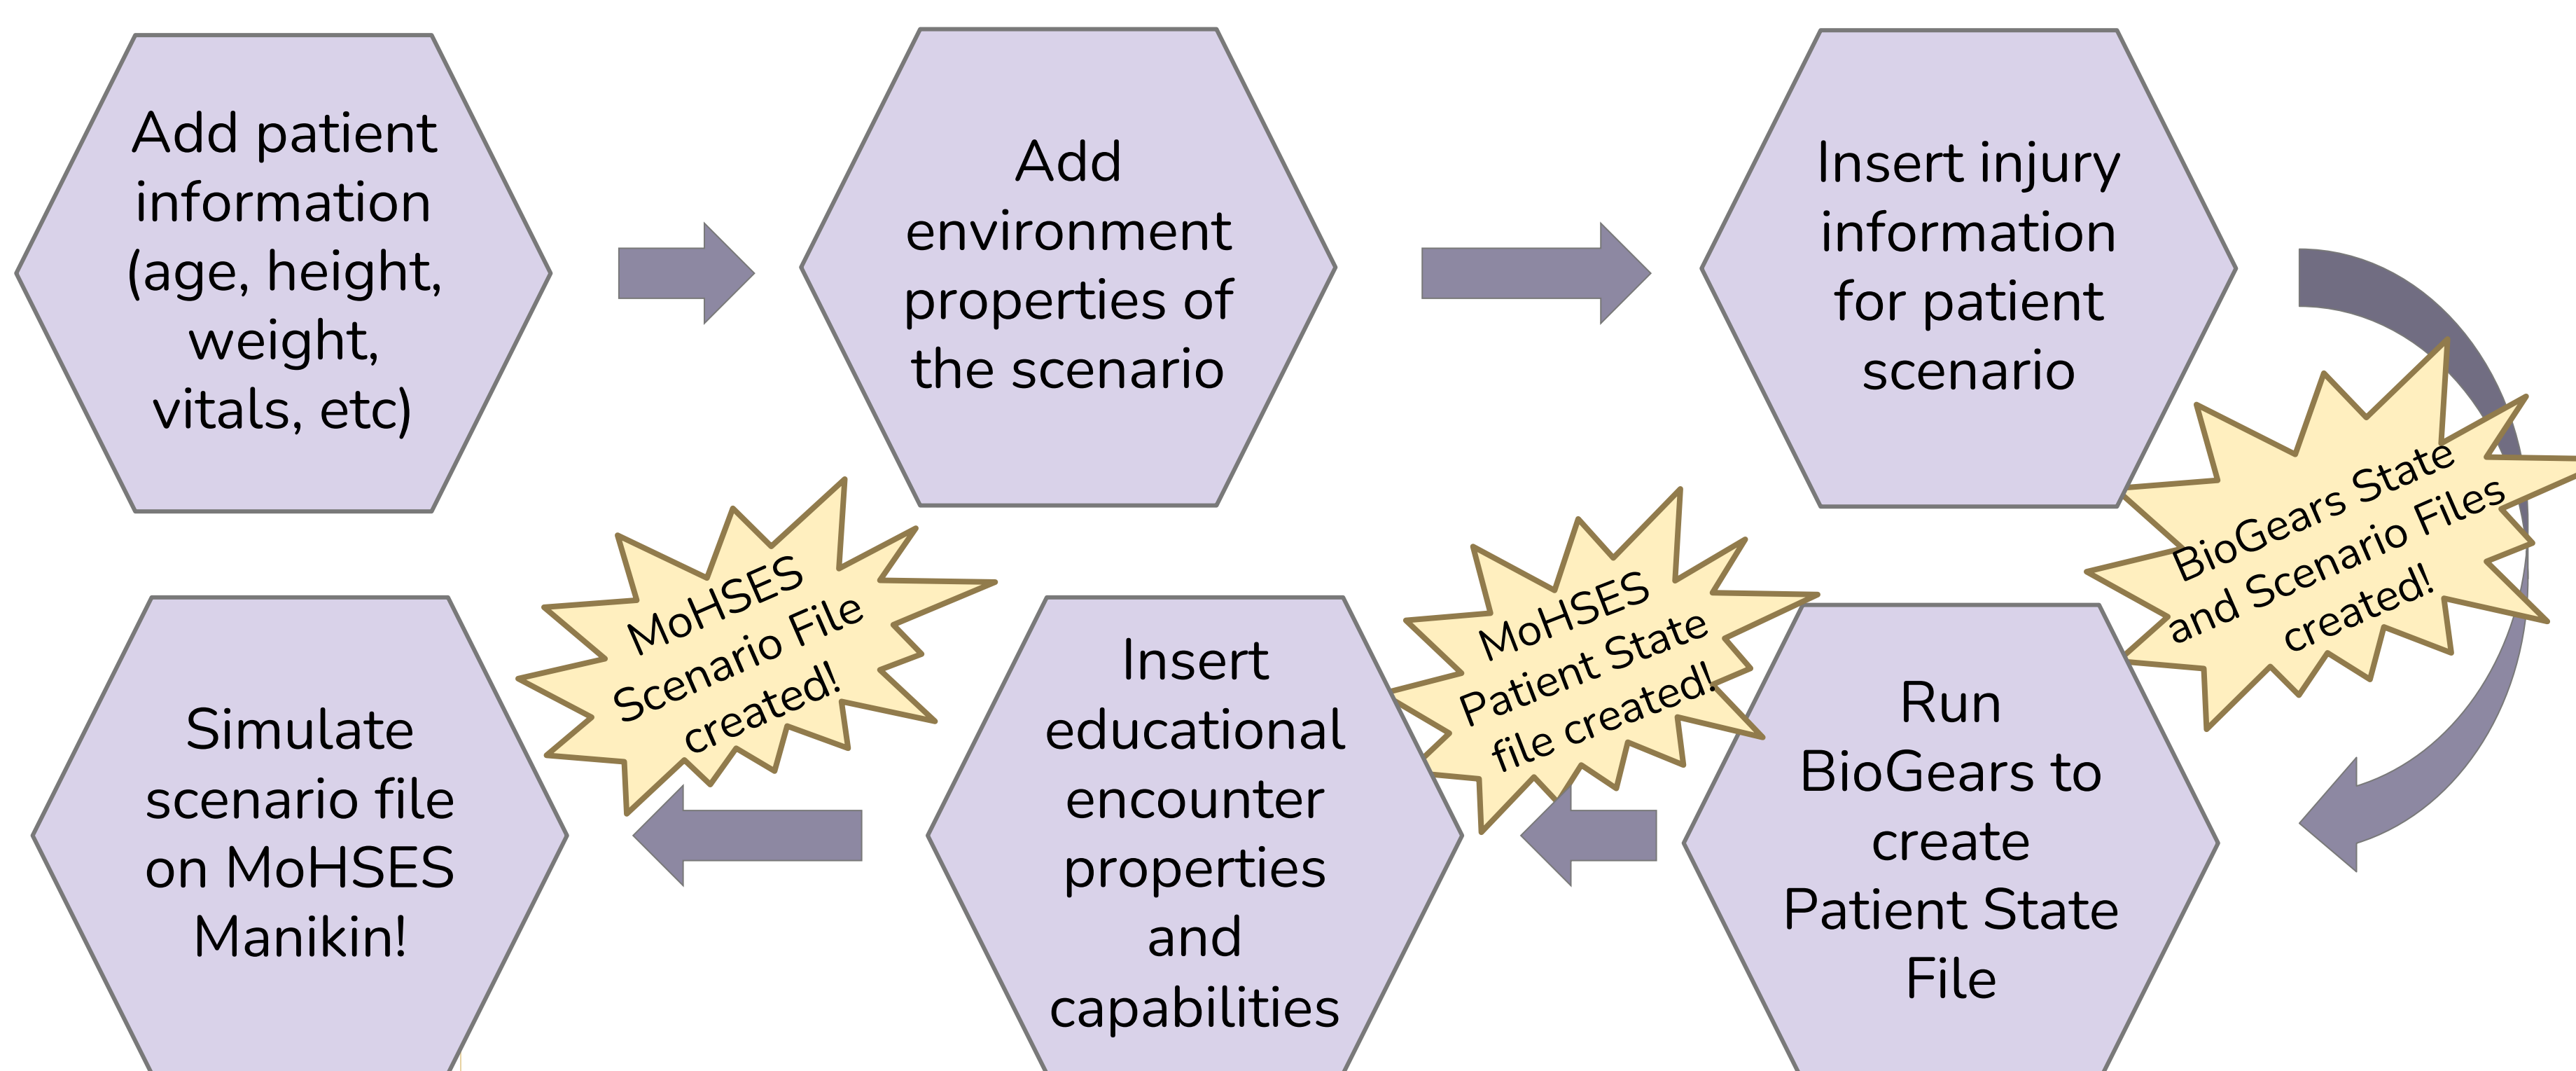 Add patient
information
(age, height,
weight,
vitals, etc)
Add
environment
properties of
the scenario
Insert injury
information
for patient
scenario
BioGears State
and Scenario Files
created!
Run
BioGears to
create
Patient State
File
MoHSES
Patient State
file created!
Insert
educational
encounter
properties
and
capabilities
MoHSES
Scenario File
created!
Simulate
scenario file
on MoHSES
Manikin!